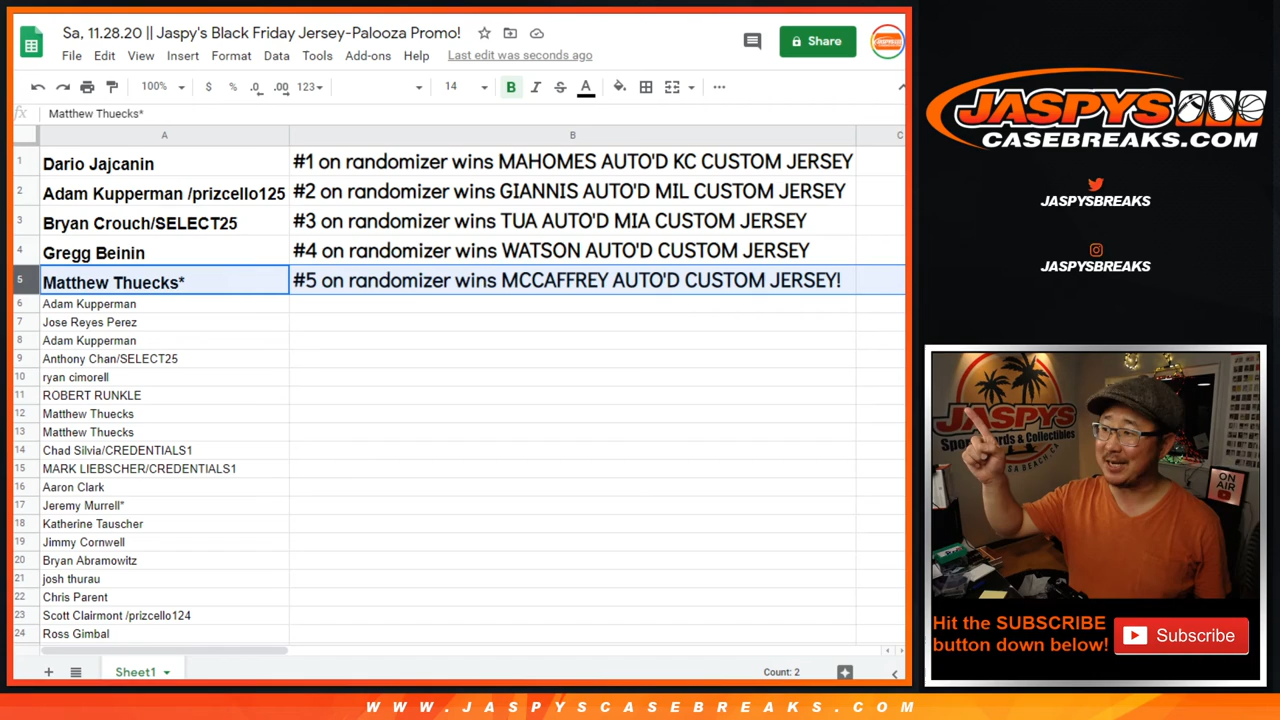 Sa, 11.28.20 || Jaspy's Black Friday Jersey-Palooza Promo!
Share
File Edit View Insert Format Data Tools Add-ons Help Last edit was seconds ago
100% $ % .0 .00 123 14 B I S A
fx Matthew Thuecks*
A B C
1 Dario Jajcanin #1 on randomizer wins MAHOMES AUTO'D KC CUSTOM JERSEY
2 Adam Kupperman /prizcello125 #2 on randomizer wins GIANNIS AUTO'D MIL CUSTOM JERSEY
3 Bryan Crouch/SELECT25 #3 on randomizer wins TUA AUTO'D MIA CUSTOM JERSEY
4 Gregg Beinin #4 on randomizer wins WATSON AUTO'D CUSTOM JERSEY
5 Matthew Thuecks* #5 on randomizer wins MCCAFFREY AUTO'D CUSTOM JERSEY!
6 Adam Kupperman
7 Jose Reyes Perez
8 Adam Kupperman
9 Anthony Chan/SELECT25
10 ryan cimorell
11 ROBERT RUNKLE
12 Matthew Thuecks
13 Matthew Thuecks
14 Chad Silvia/CREDENTIALS1
15 MARK LIEBSCHER/CREDENTIALS1
16 Aaron Clark
17 Jeremy Murrell*
18 Katherine Tauscher
19 Jimmy Cornwell
20 Bryan Abramowitz
21 josh thurau
22 Chris Parent
23 Scott Clairmont /prizcello124
24 Ross Gimbal
Sheet1
Count: 2
JASPYS
CASEBREAKS.COM
JASPYSBREAKS
JASPYSBREAKS
JASPYS
ON
AIR
Hit the SUBSCRIBE
button down below!
Subscribe
WWW.JASPYSCASEBREAKS.COM